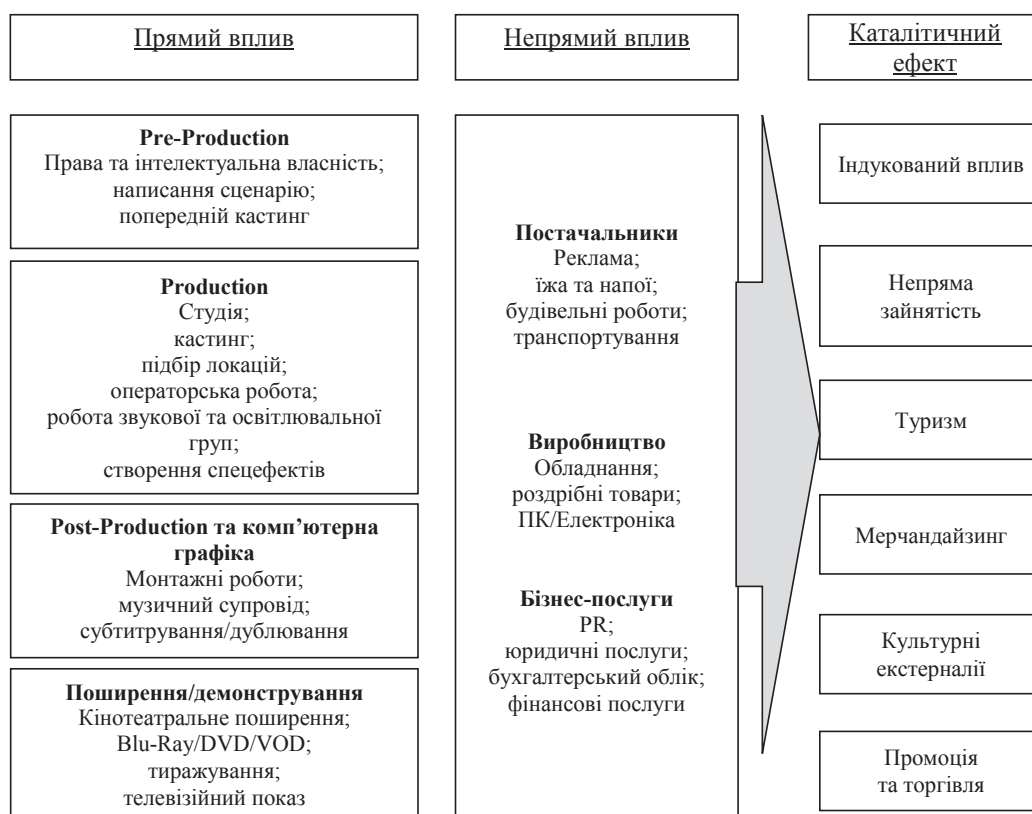 Прямий вплив
Непрямий вплив
Каталітичний
ефект
Pre-Production
Права та інтелектуальна власність;
написання сценарію;
попередній кастинг
Production
Студія;
кастинг;
підбір локацій;
операторська робота;
робота звукової та освітлювальної
груп;
створення спецефектів
Post-Production та комп’ютерна
графіка
Монтажні роботи;
музичний супровід;
субтитрування/дублювання
Поширення/демонстрування
Кінотеатральне поширення;
Blu-Ray/DVD/VOD;
тиражування;
телевізійний показ
Постачальники
Реклама;
їжа та напої;
будівельні роботи;
транспортування
Виробництво
Обладнання;
роздрібні товари;
ПК/Електроніка
Бізнес-послуги
PR;
юридичні послуги;
бухгалтерський облік;
фінансові послуги
Індукований вплив
Непряма
зайнятість
Туризм
Мерчандайзинг
Культурні
екстерналії
Промоція
та торгівля